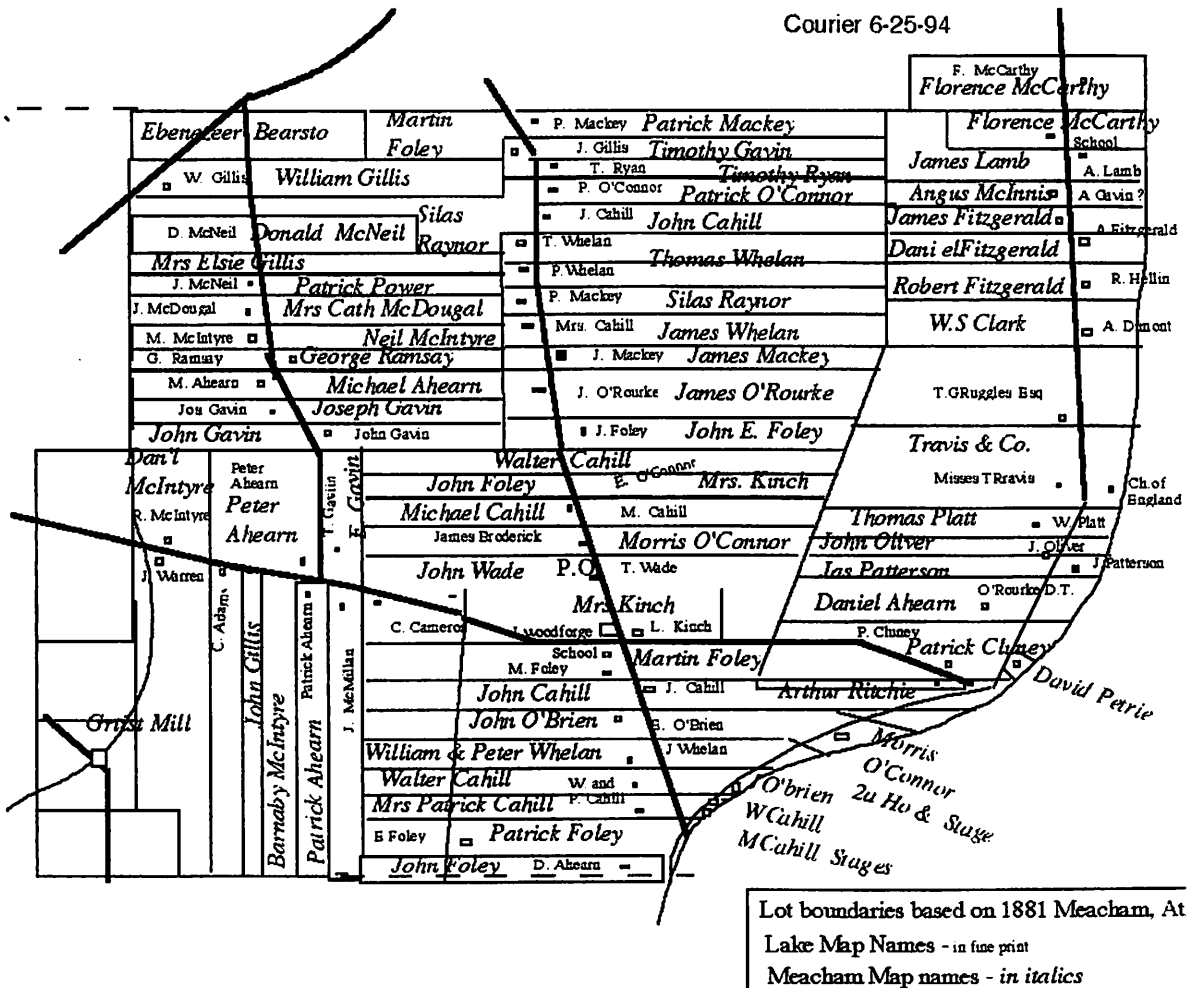 Courier 6-25-94
F. McCarthy
Florence McCarthy
Ebenezeer Bearsto
Martin
Foley
P. Mackey Patrick Mackey
Florence McCarthy
School
J. Gillis Timothy Gavin
James Lamb
A. Lamb
W. Gillis William Gillis
T. Ryan Timothy Ryan
P. O'Connor Patrick O'Connor
Angus McInnis A Gavin?
Silas
Raynor
J. Cahill John Cahill
James Fitzgerald
A Fitzgerald
D. McNeil Donald McNeil
T. Whelan
Thomas Whelan
Dani elFitzgerald
Mrs Elsie Gillis
P. Whelan
J. McNeil Patrick Power
Robert Fitzgerald R. Hellin
J. McDougal Mrs Cath McDougal
P. Mackey Silas Raynor
Mrs. Cahill James Whelan
W.S Clark
A. Dimont
M. McIntyre Neil McIntyre
G. Ramsay George Ramsay
J. Mackey James Mackey
M. Ahearn Michael Ahearn
J. O'Rourke James O'Rourke
T.GRuggles Esq
Jos Gavin Joseph Gavin
John Gavin John Gavin
J. Foley John E. Foley
Travis & Co.
Dan'l
McIntyre
R. McIntyre
J. Warren
Peter
Ahearn
Peter
Ahearn
T. Gavin
Walter Cahill
John Foley E. O'Connor Mrs. Kinch
Misses TRravis
Ch. of
England
Michael Cahill M. Cahill
Thomas Platt W. Platt
James Broderick Morris O'Connor
John Oliver J. Oliver
John Wade P.O T. Wade
Jas Patterson J. Patterson
Mrs Kinch
Daniel Ahearn O'Rourke D.T.
C. Adams
John Gillis
Barnaby McIntyre
Patrick Ahearn
Patrick Ahearn
J. McMillan
C. Cameron
L. Kinch
P. Cluney
Patrick Cluney
School
M. Foley Martin Foley
David Petrie
John Cahill J. Cahill
Arthur Ritchie
Grist Mill
John O'Brien E. O'Brien
William & Peter Whelan J Whelan
Morris
O'Connor
2u Ho & Stage
Walter Cahill W. and
P. Cahill
Mrs Patrick Cahill
O'brien
WCahill
MCahill Stages
E Foley Patrick Foley
John Foley D. Ahearn
Lot boundaries based on 1881 Meacham, At
Lake Map Names - in fine print
Meacham Map names - in italics